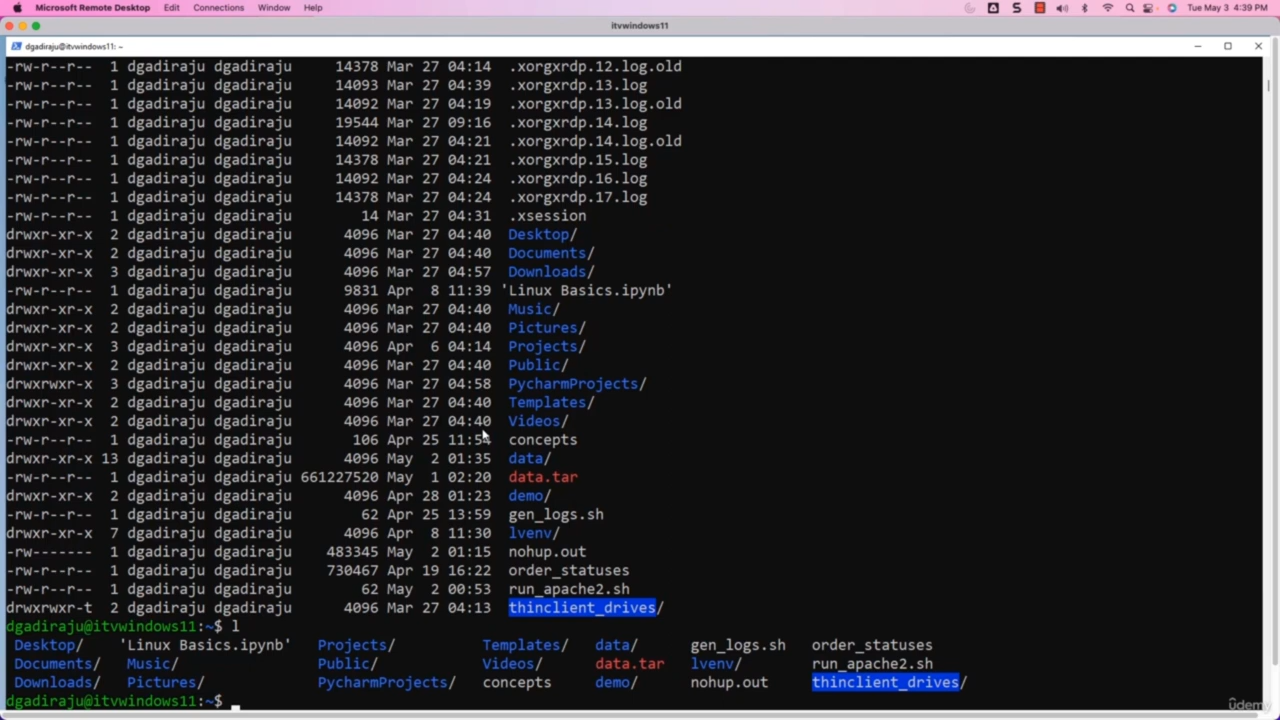 Microsoft Remote Desktop Edit Connections Window Help Tue May 3 4:39 PM
itvwindows11
dgadiraju@itvwindows11: ~
-rw-r--r-- 1 dgadiraju dgadiraju 14378 Mar 27 04:14 .xorgxrdp.12.log.old
-rw-r--r-- 1 dgadiraju dgadiraju 14093 Mar 27 04:39 .xorgxrdp.13.log
-rw-r--r-- 1 dgadiraju dgadiraju 14092 Mar 27 04:19 .xorgxrdp.13.log.old
-rw-r--r-- 1 dgadiraju dgadiraju 19544 Mar 27 09:16 .xorgxrdp.14.log
-rw-r--r-- 1 dgadiraju dgadiraju 14092 Mar 27 04:21 .xorgxrdp.14.log.old
-rw-r--r-- 1 dgadiraju dgadiraju 14378 Mar 27 04:21 .xorgxrdp.15.log
-rw-r--r-- 1 dgadiraju dgadiraju 14092 Mar 27 04:24 .xorgxrdp.16.log
-rw-r--r-- 1 dgadiraju dgadiraju 14378 Mar 27 04:24 .xorgxrdp.17.log
-rw-r--r-- 1 dgadiraju dgadiraju 14 Mar 27 04:31 .xsession
drwxr-xr-x 2 dgadiraju dgadiraju 4096 Mar 27 04:40 Desktop/
drwxr-xr-x 2 dgadiraju dgadiraju 4096 Mar 27 04:40 Documents/
drwxr-xr-x 3 dgadiraju dgadiraju 4096 Mar 27 04:57 Downloads/
-rw-r--r-- 1 dgadiraju dgadiraju 9831 Apr 8 11:39 'Linux Basics.ipynb'
drwxr-xr-x 2 dgadiraju dgadiraju 4096 Mar 27 04:40 Music/
drwxr-xr-x 2 dgadiraju dgadiraju 4096 Mar 27 04:40 Pictures/
drwxr-xr-x 3 dgadiraju dgadiraju 4096 Apr 6 04:14 Projects/
drwxr-xr-x 2 dgadiraju dgadiraju 4096 Mar 27 04:40 Public/
drwxrwxr-x 3 dgadiraju dgadiraju 4096 Mar 27 04:58 PycharmProjects/
drwxr-xr-x 2 dgadiraju dgadiraju 4096 Mar 27 04:40 Templates/
drwxr-xr-x 2 dgadiraju dgadiraju 4096 Mar 27 04:40 Videos/
-rw-r--r-- 1 dgadiraju dgadiraju 106 Apr 25 11:54 concepts
drwxr-xr-x 13 dgadiraju dgadiraju 4096 May 2 01:35 data/
-rw-r--r-- 1 dgadiraju dgadiraju 661227520 May 1 02:20 data.tar
drwxr-xr-x 2 dgadiraju dgadiraju 4096 Apr 28 01:23 demo/
-rw-r--r-- 1 dgadiraju dgadiraju 62 Apr 25 13:59 gen_logs.sh
drwxr-xr-x 7 dgadiraju dgadiraju 4096 Apr 8 11:30 lvenv/
-rw------- 1 dgadiraju dgadiraju 483345 May 2 01:15 nohup.out
-rw-r--r-- 1 dgadiraju dgadiraju 730467 Apr 19 16:22 order_statuses
-rw-r--r-- 1 dgadiraju dgadiraju 62 May 2 00:53 run_apache2.sh
drwxrwxr-t 2 dgadiraju dgadiraju 4096 Mar 27 04:13 thinclient_drives/
dgadiraju@itvwindows11:~$ l
Desktop/ 'Linux Basics.ipynb' Projects/ Templates/ data/ gen_logs.sh order_statuses
Documents/ Music/ Public/ Videos/ data.tar lvenv/ run_apache2.sh
Downloads/ Pictures/ PycharmProjects/ concepts demo/ nohup.out thinclient_drives/
dgadiraju@itvwindows11:~$
udemy